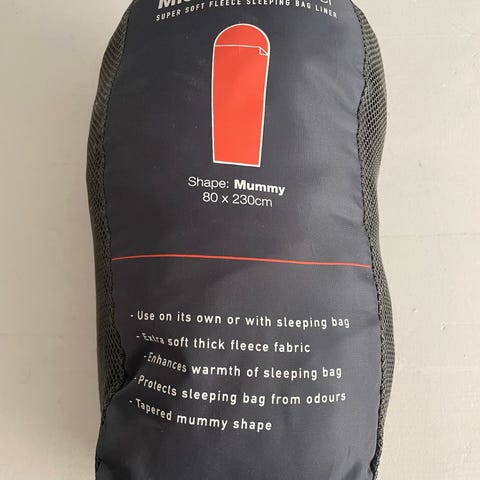 SUPER SOFT FLEECE SLEEPING BAG LINER
Shape: Mummy
80 x 230cm
- Use on its own or with sleeping bag
- Extra soft thick fleece fabric
- Enhances warmth of sleeping bag
- Protects sleeping bag from odours
- Tapered mummy shape